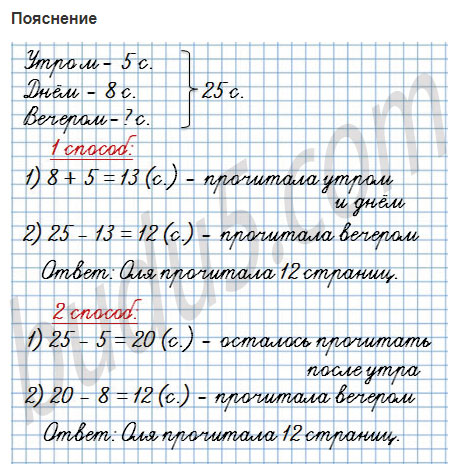 Пояснение
Утром – 5 с.
Днём – 8 с.
Вечером – ? с.
25 с.
1 способ:
1) 8 + 5 = 13 (с.) – прочитала утром
и днём
2) 25 – 13 = 12 (с.) – прочитала вечером
Ответ: Оля прочитала 12 страниц.
2 способ:
1) 25 – 5 = 20 (с.) – осталось прочитать
после утра
2) 20 – 8 = 12 (с.) – прочитала вечером
Ответ: Оля прочитала 12 страниц.
budu5.com